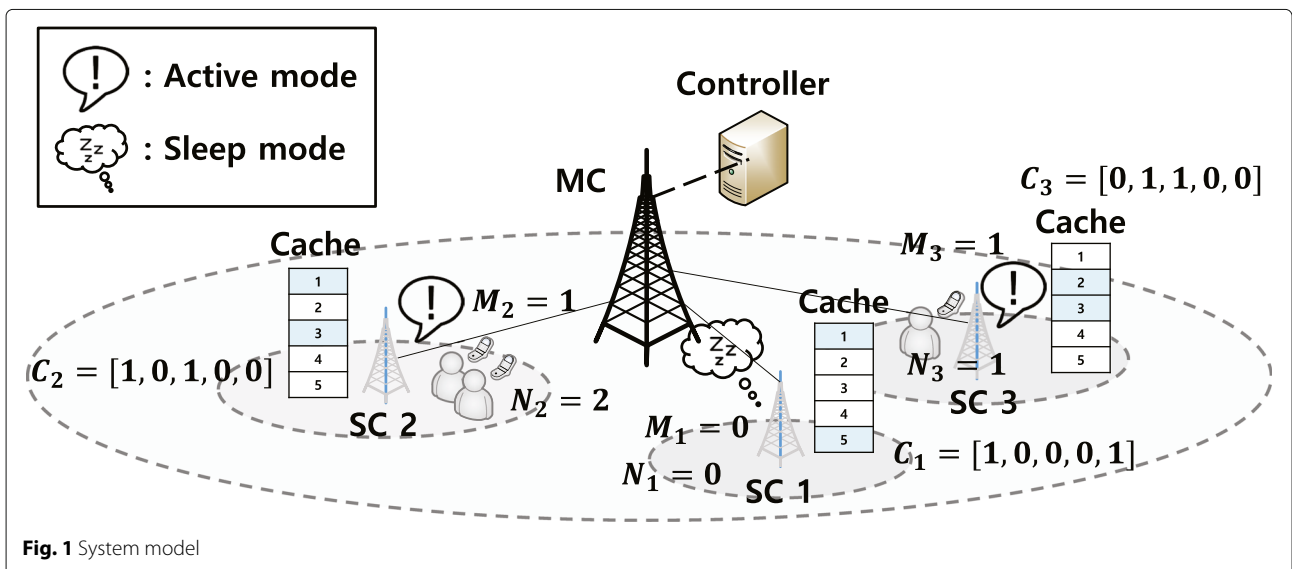 ! : Active mode
zZz : Sleep mode
Controller
MC
C₃ = [0, 1, 1, 0, 0]
Cache
1
2
3
4
5
M₃ = 1
!
N₃ = 1
SC 3
Cache
1
2
3
4
5
C₂ = [1, 0, 1, 0, 0]
!
M₂ = 1
N₂ = 2
SC 2
Cache
1
2
3
4
5
zZz
M₁ = 0
N₁ = 0
SC 1
C₁ = [1, 0, 0, 0, 1]
Fig. 1 System model